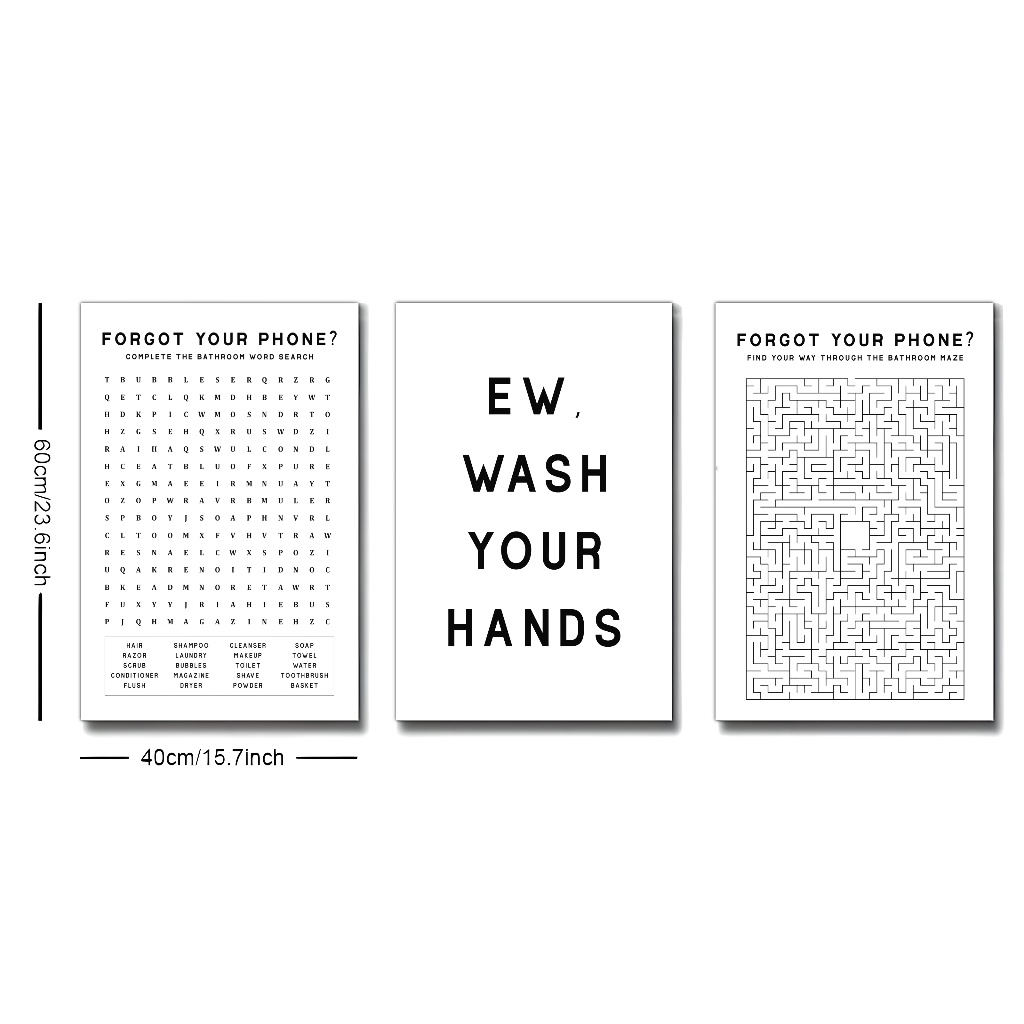 FORGOT YOUR PHONE?
COMPLETE THE BATHROOM WORD SEARCH
T B U B B L E S E R Q R Z R G
Q E T C L Q K M D H B E Y W T
H D K P I C W M O S N D R T O
H Z G S E H Q X R U S W D Z I
R A I H A Q S W U L C O N D L
H C E A T B L U O F X P U R E
E X G M A E E I R M N U A Y T
O Z O P W R A V R B M U L E R
S P B O Y J S O A P H N V R L
C L T O O M X F V H V T R A W
R E S N A E L C W X S P O Z I
U Q A K R E N O I T I D N O C
B K E A D M N O R E T A W R T
F U X Y Y J R I A H I E B U S
P J Q H M A G A Z I N E H Z C
HAIR SHAMPOO CLEANSER SOAP
RAZOR LAUNDRY MAKEUP TOWEL
SCRUB BUBBLES TOILET WATER
CONDITIONER MAGAZINE SHAVE TOOTHBRUSH
FLUSH DRYER POWDER BASKET
60cm/23.6inch
40cm/15.7inch
EW,
WASH
YOUR
HANDS
FORGOT YOUR PHONE?
FIND YOUR WAY THROUGH THE BATHROOM MAZE